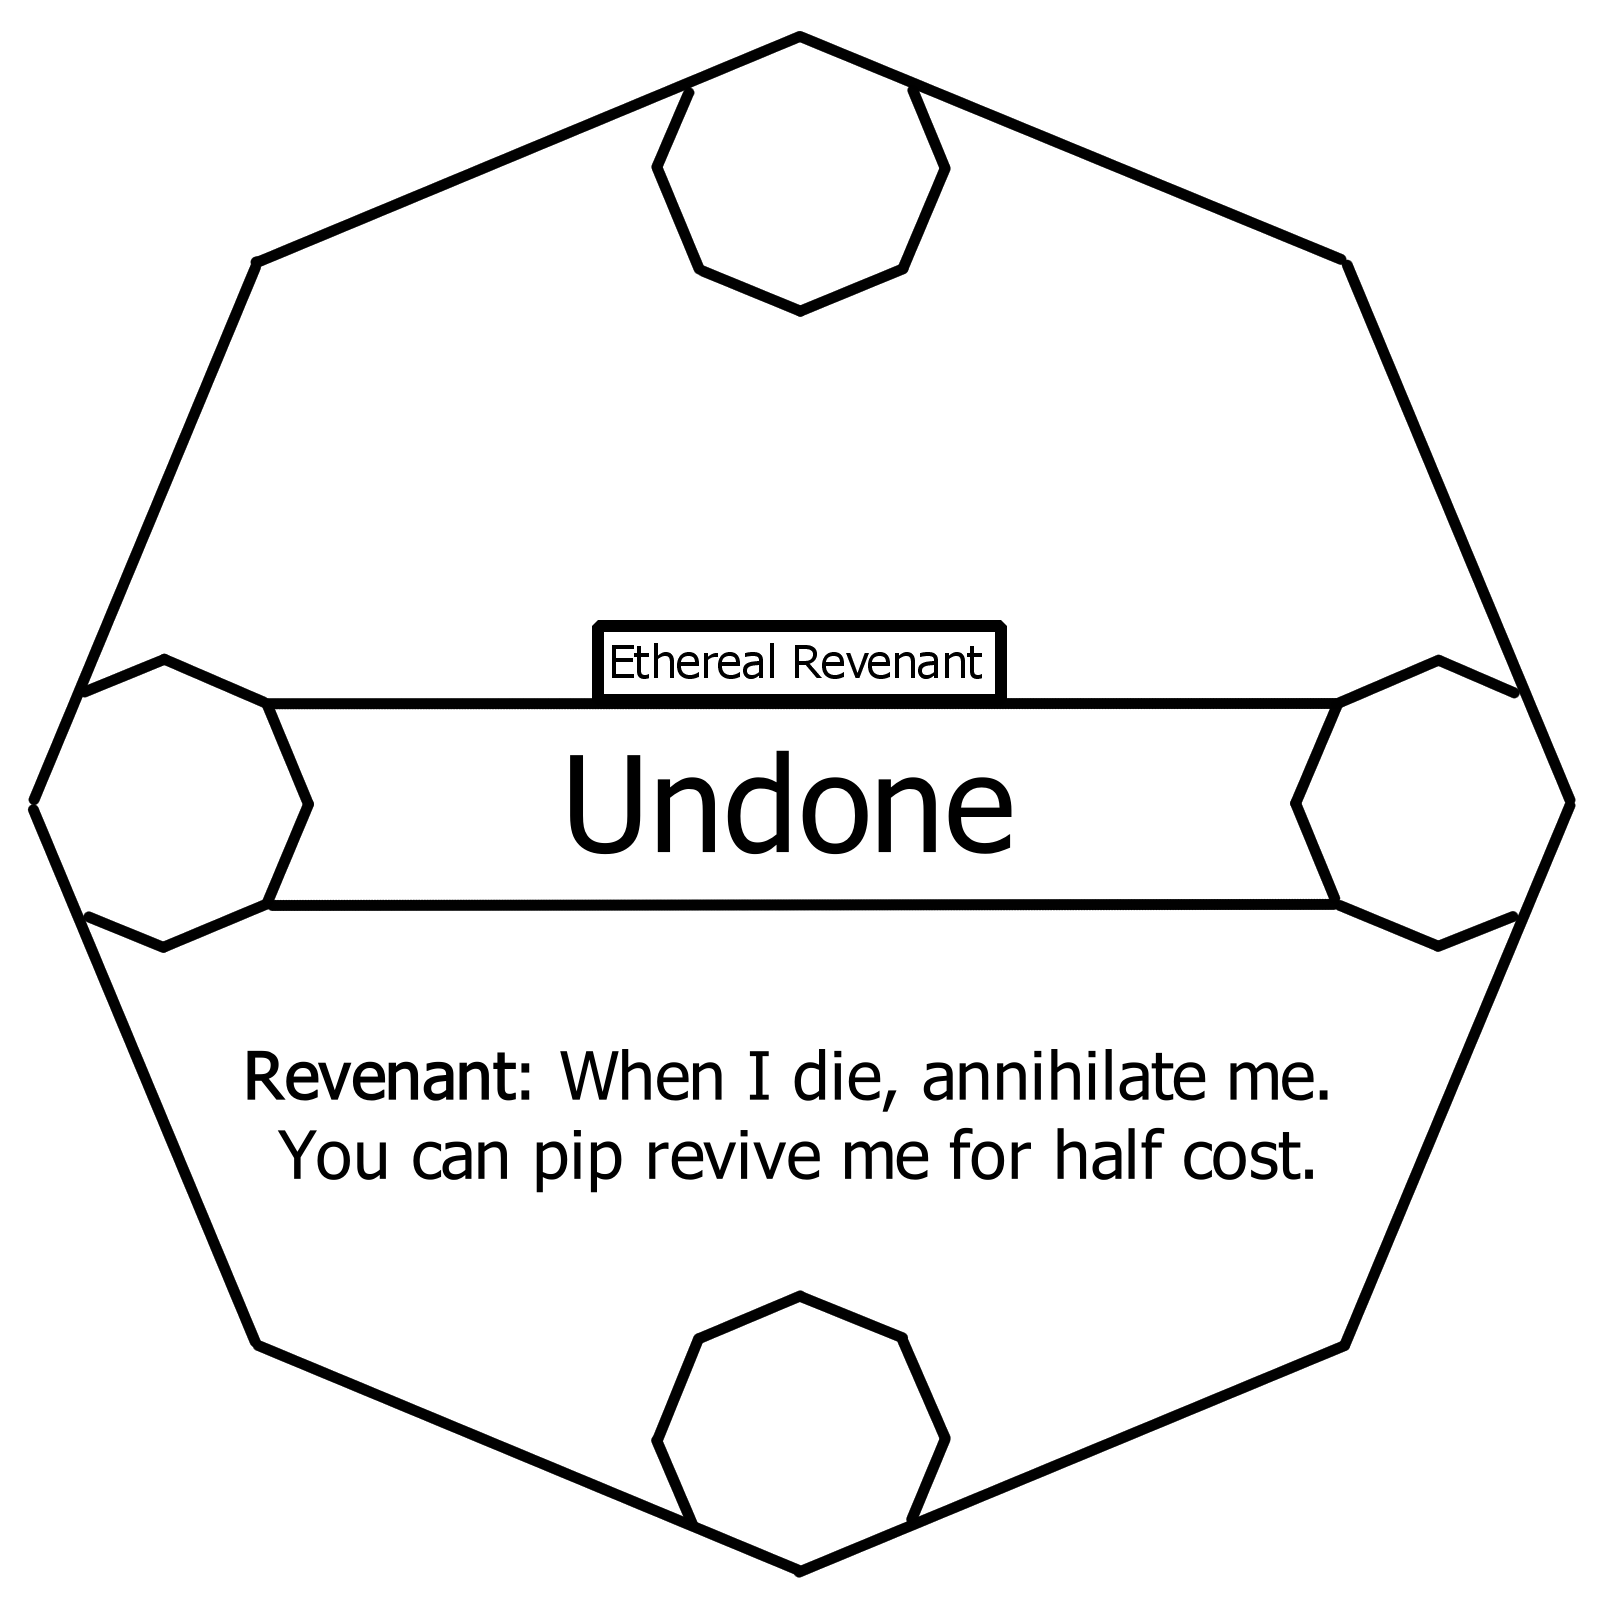 Ethereal Revenant
Undone
Revenant: When I die, annihilate me.
You can pip revive me for half cost.